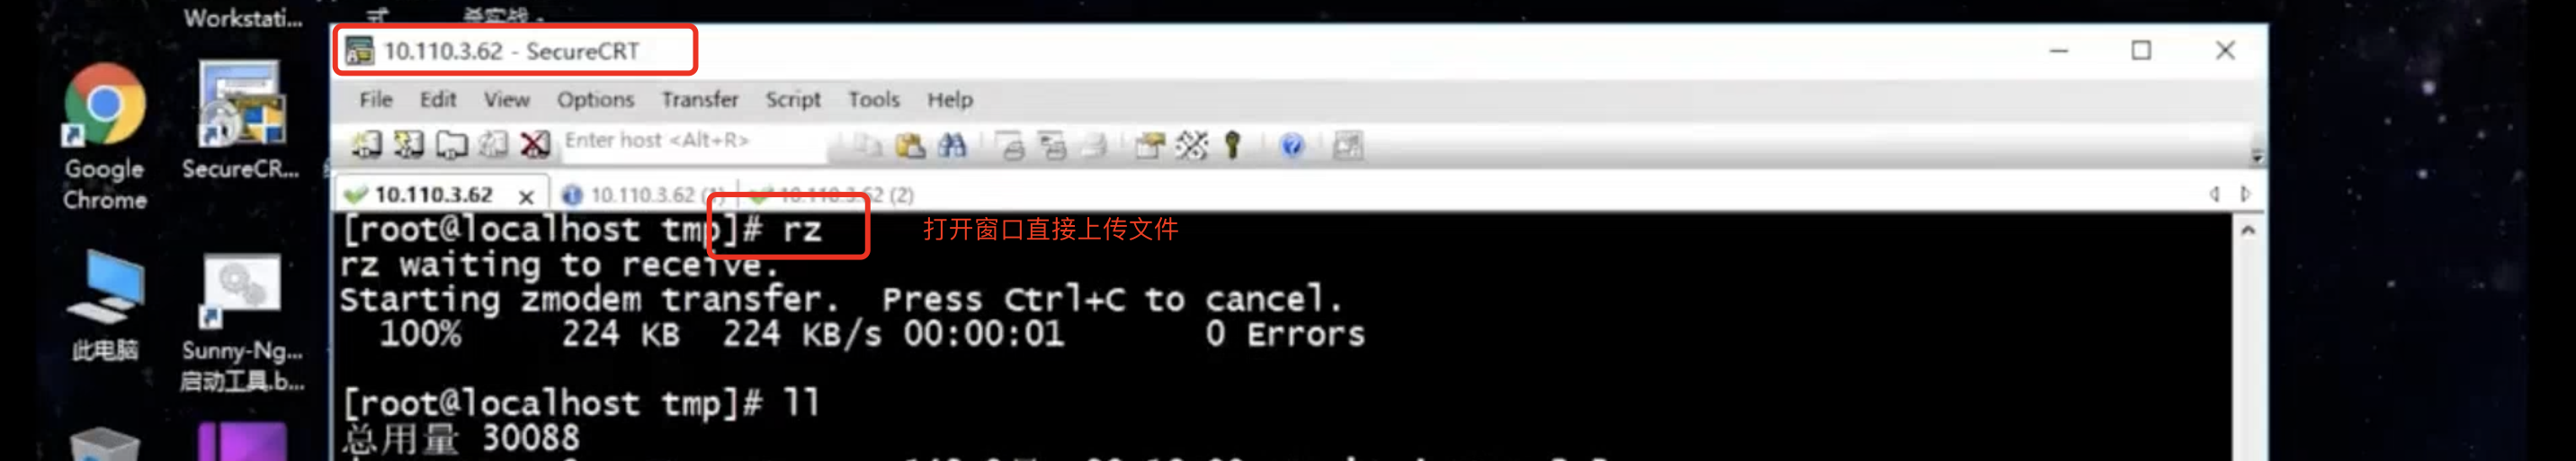 Workstati...
10.110.3.62 - SecureCRT
File Edit View Options Transfer Script Tools Help
Enter host <Alt+R>
Google
Chrome
SecureCR...
10.110.3.62 10.110.3.62 (1) 10.110.3.62 (2)
[root@localhost tmp]# rz
打开窗口直接上传文件
rz waiting to receive.
Starting zmodem transfer. Press Ctrl+C to cancel.
100% 224 KB 224 KB/s 00:00:01 0 Errors
此电脑
Sunny-Ng...
启动工具.b...
[root@localhost tmp]# ll
总用量 30088